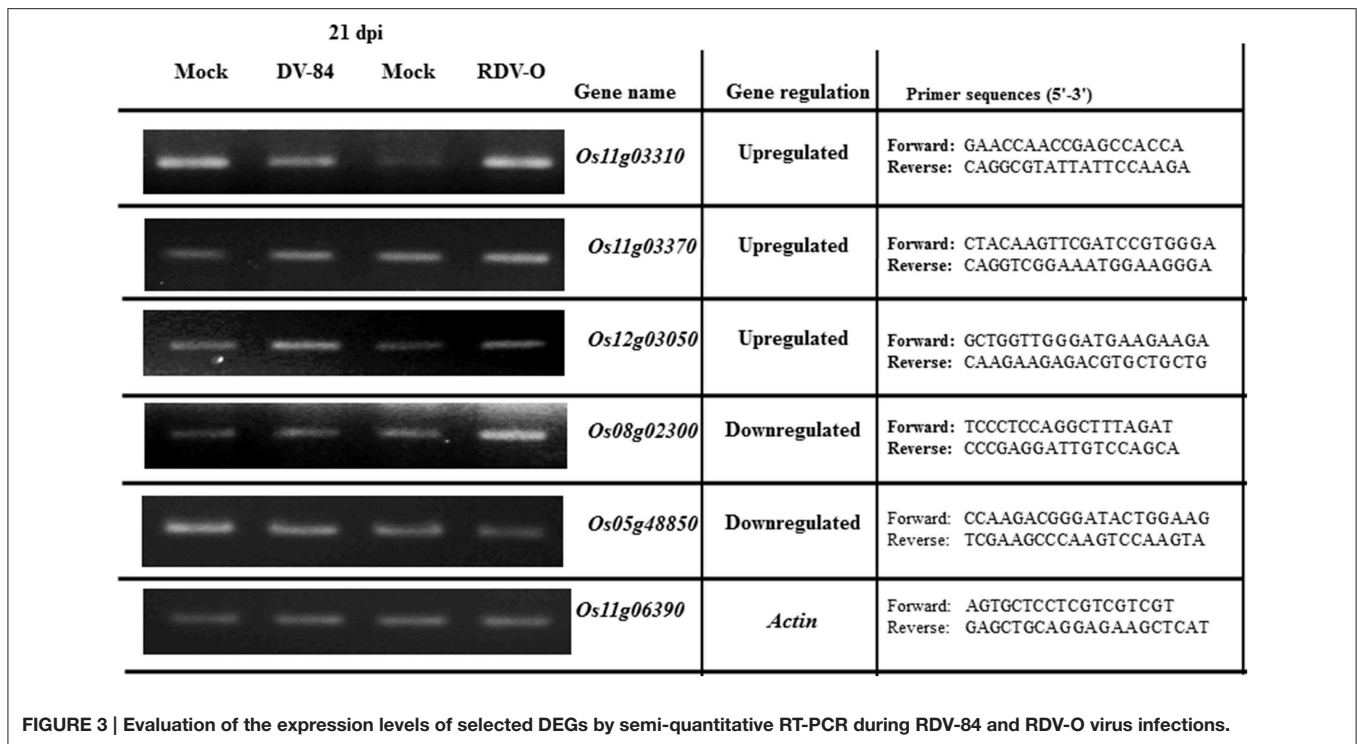 21 dpi
Mock DV-84 Mock RDV-O
Gene name Gene regulation Primer sequences (5'-3')
Os11g03310 Upregulated Forward: GAACCAACCGAGCCACCA
Reverse: CAGGCGTATTATTCCAAGA
Os11g03370 Upregulated Forward: CTACAAGTTCGATCCGTGGGA
Reverse: CAGGTCGGAAATGGAAGGGA
Os12g03050 Upregulated Forward: GCTGGTTGGGATGAAGAAGA
Reverse: CAAGAAGAGACGTGCTGCTG
Os08g02300 Downregulated Forward: TCCCTCCAGGCTTTAGAT
Reverse: CCCGAGGATTGTCCAGCA
Os05g48850 Downregulated Forward: CCAAGACGGGATACTGGAAG
Reverse: TCGAAGCCCAAGTCCAAGTA
Os11g06390 Actin Forward: AGTGCTCCTCGTCGTCGT
Reverse: GAGCTGCAGGAGAAGCTCAT
FIGURE 3 | Evaluation of the expression levels of selected DEGs by semi-quantitative RT-PCR during RDV-84 and RDV-O virus infections.